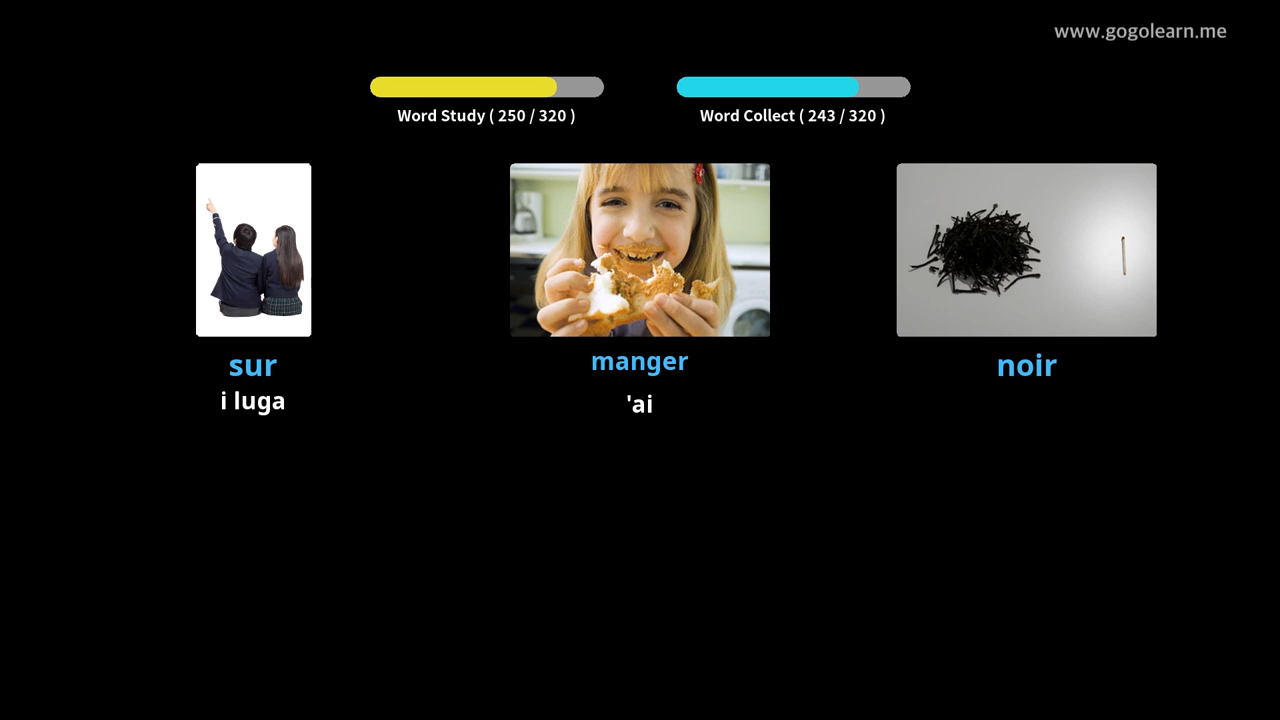 www.gogolearn.me
Word Study ( 250 / 320 )
Word Collect ( 243 / 320 )
sur
i luga
manger
'ai
noir